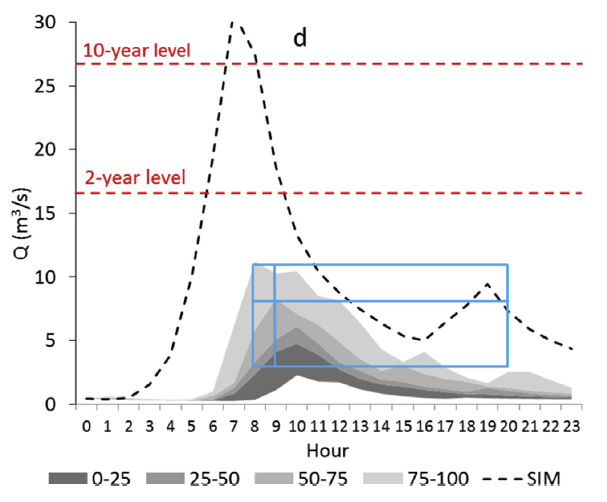 30
d
10-year level
25
20
2-year level
15
Q (m³/s)
10
5
0
0 1 2 3 4 5 6 7 8 9 10 11 12 13 14 15 16 17 18 19 20 21 22 23
Hour
0-25 25-50 50-75 75-100 SIM